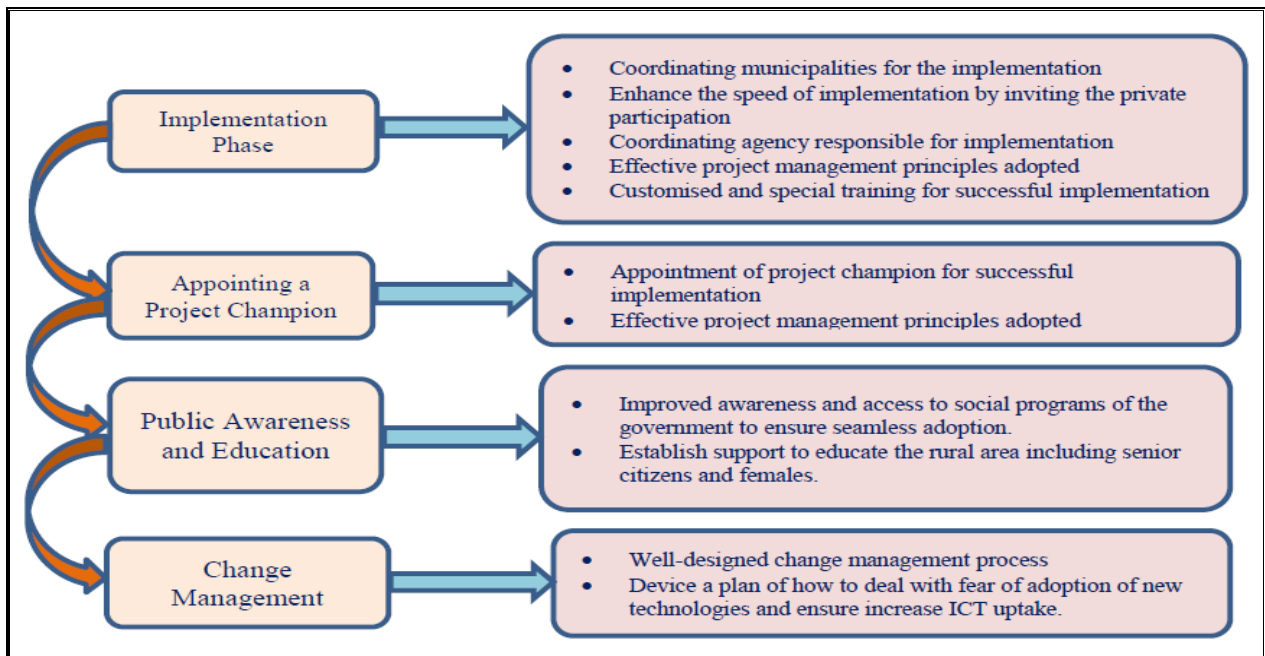 Implementation
Phase
• Coordinating municipalities for the implementation
• Enhance the speed of implementation by inviting the private
participation
• Coordinating agency responsible for implementation
• Effective project management principles adopted
• Customised and special training for successful implementation
Appointing a
Project Champion
• Appointment of project champion for successful
implementation
• Effective project management principles adopted
Public Awareness
and Education
• Improved awareness and access to social programs of the
government to ensure seamless adoption.
• Establish support to educate the rural area including senior
citizens and females.
Change
Management
• Well-designed change management process
• Device a plan of how to deal with fear of adoption of new
technologies and ensure increase ICT uptake.